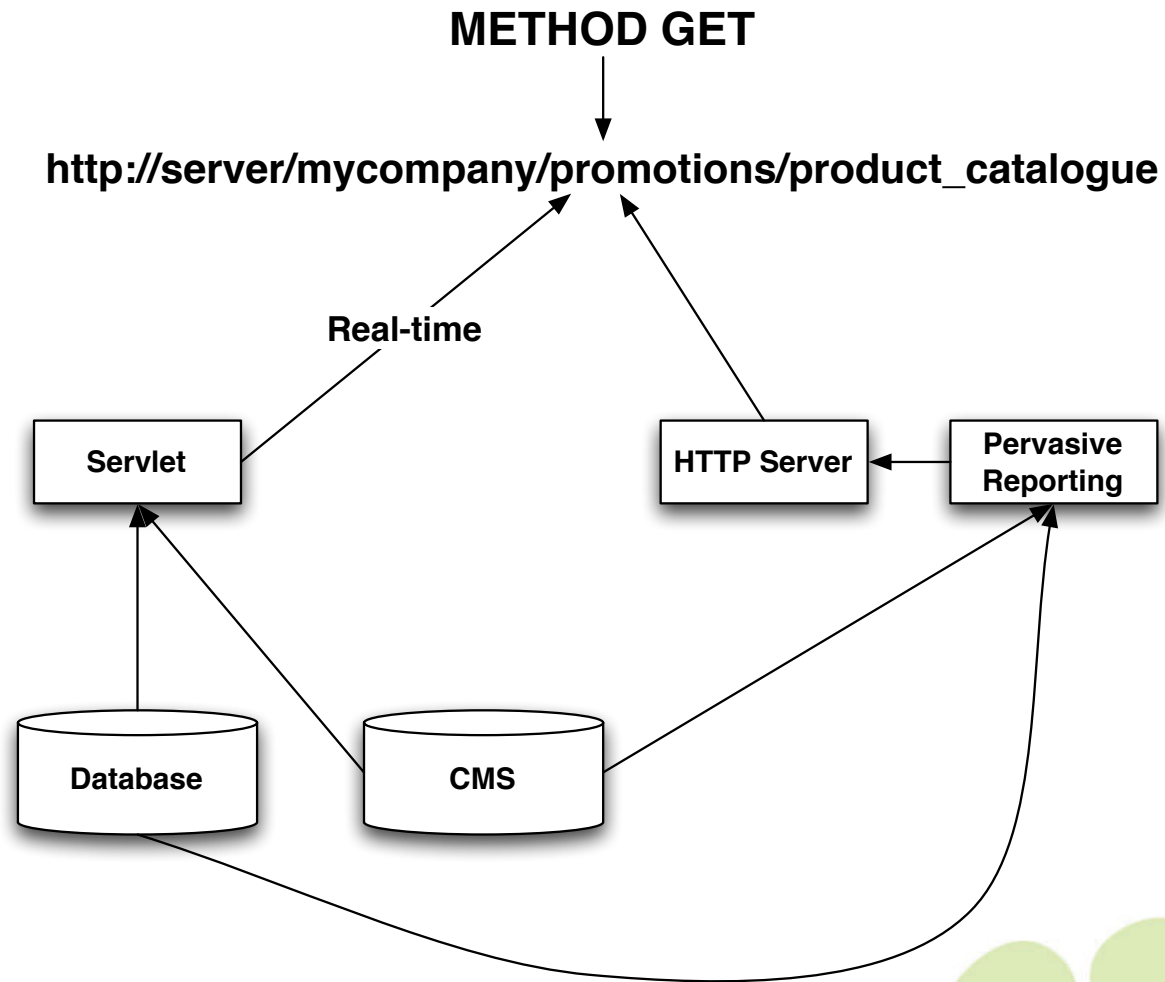 METHOD GET
http://server/mycompany/promotions/product_catalogue
Real-time
Servlet
HTTP Server
Pervasive
Reporting
Database
CMS